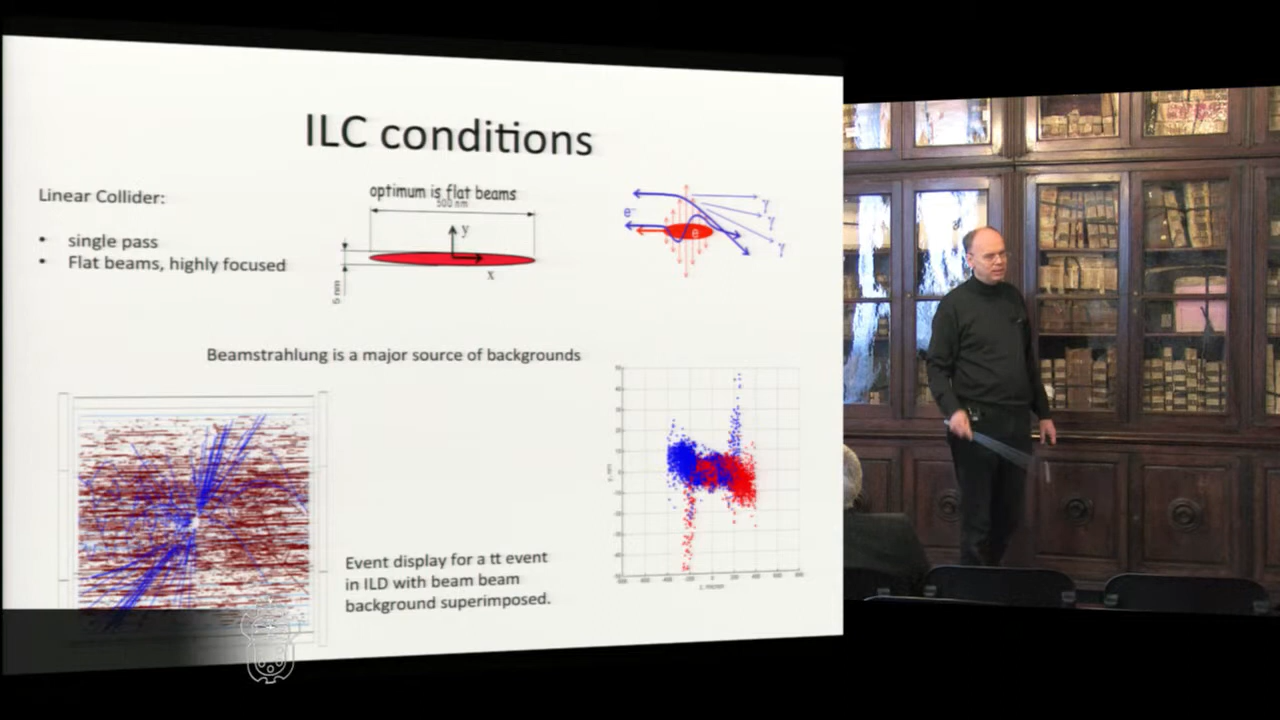 ILC conditions
Linear Collider:
• single pass
• Flat beams, highly focused
optimum is flat beams
500 nm
y
x
5 nm
e⁻
e
γ
γ
γ
Beamstrahlung is a major source of backgrounds
Event display for a tt event
in ILD with beam beam
background superimposed.